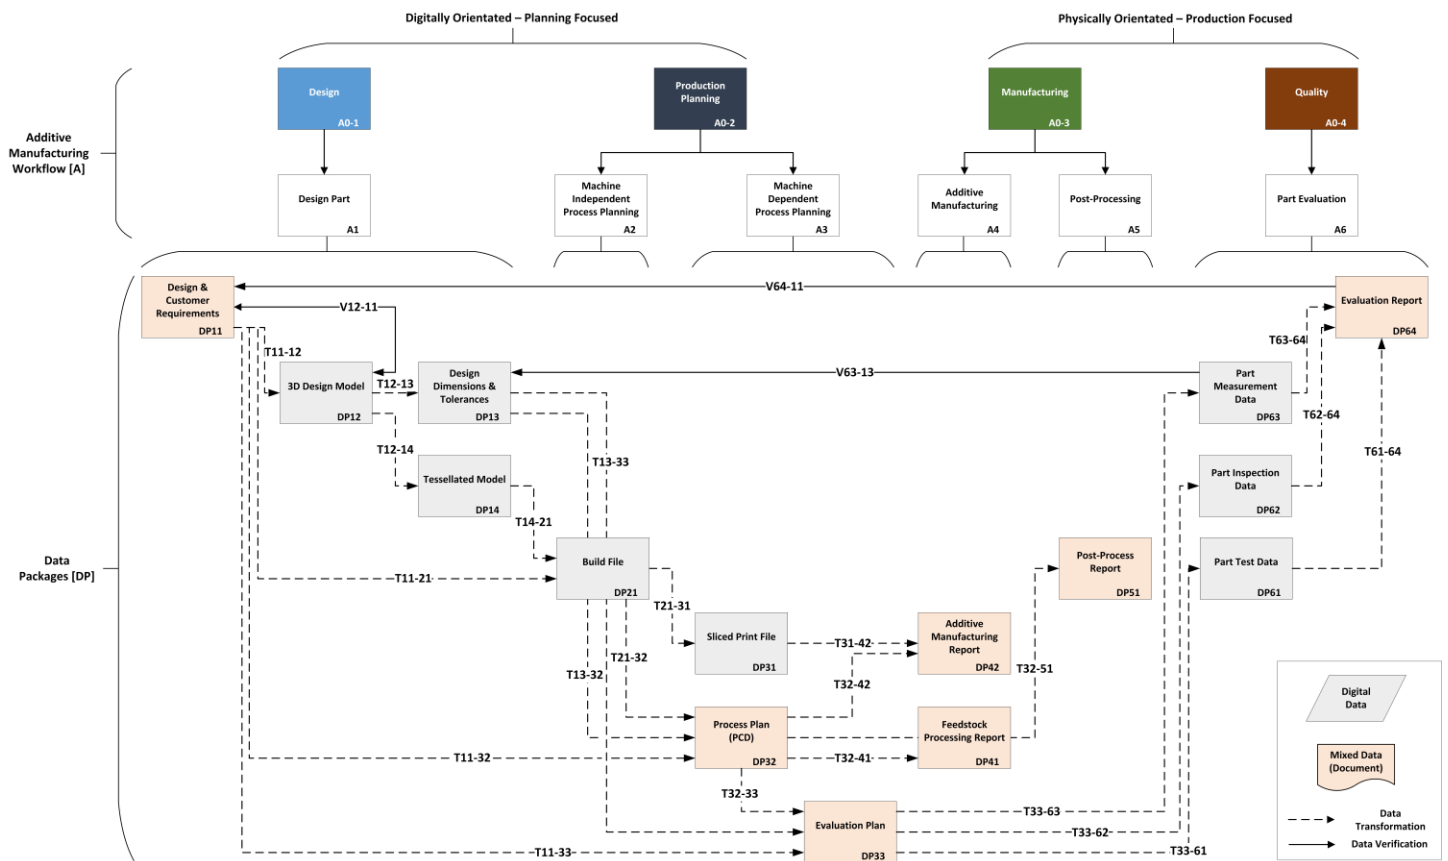 Digitally Orientated – Planning Focused
Physically Orientated – Production Focused
Additive
Manufacturing
Workflow [A]
Design
A0-1
Production
Planning
A0-2
Manufacturing
A0-3
Quality
A0-4
Design Part
A1
Machine
Independent
Process Planning
A2
Machine
Dependent
Process Planning
A3
Additive
Manufacturing
A4
Post-Processing
A5
Part Evaluation
A6
Data
Packages [DP]
Design &
Customer
Requirements
DP11
V64-11
Evaluation Report
DP64
V12-11
T11-12
3D Design Model
DP12
T12-13
Design
Dimensions &
Tolerances
DP13
V63-13
Part
Measurement
Data
DP63
T63-64
T62-64
T12-14
T13-33
T61-64
Tessellated Model
DP14
Part Inspection
Data
DP62
T14-21
Build File
DP21
T11-21
Post-Process
Report
DP51
Part Test Data
DP61
T21-31
Sliced Print File
DP31
T31-42
Additive
Manufacturing
Report
DP42
T21-32
T13-32
T32-42
T32-51
Process Plan
(PCD)
DP32
Feedstock
Processing Report
DP41
T11-32
T32-41
T32-33
Evaluation Plan
DP33
T33-63
T33-62
T33-61
T11-33
Digital
Data
Mixed Data
(Document)
Data
Transformation
Data Verification